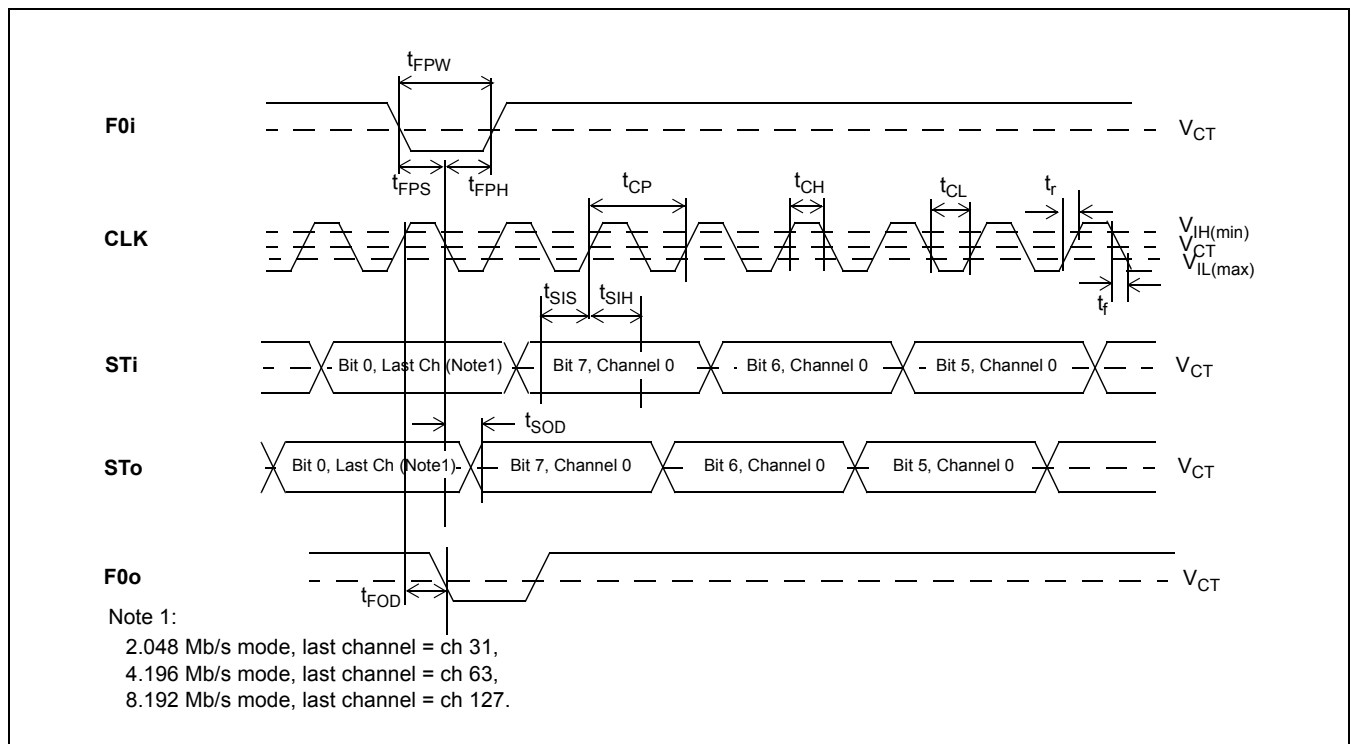 tFPW
F0i
VCT
tFPS
tFPH
tCP
tCH
tCL
tr
CLK
VIH(min)
VCT
VIL(max)
tSIS
tSIH
tf
STi
Bit 0, Last Ch (Note1)
Bit 7, Channel 0
Bit 6, Channel 0
Bit 5, Channel 0
VCT
tSOD
STo
Bit 0, Last Ch (Note1)
Bit 7, Channel 0
Bit 6, Channel 0
Bit 5, Channel 0
VCT
F0o
VCT
tFOD
Note 1:
2.048 Mb/s mode, last channel = ch 31,
4.196 Mb/s mode, last channel = ch 63,
8.192 Mb/s mode, last channel = ch 127.